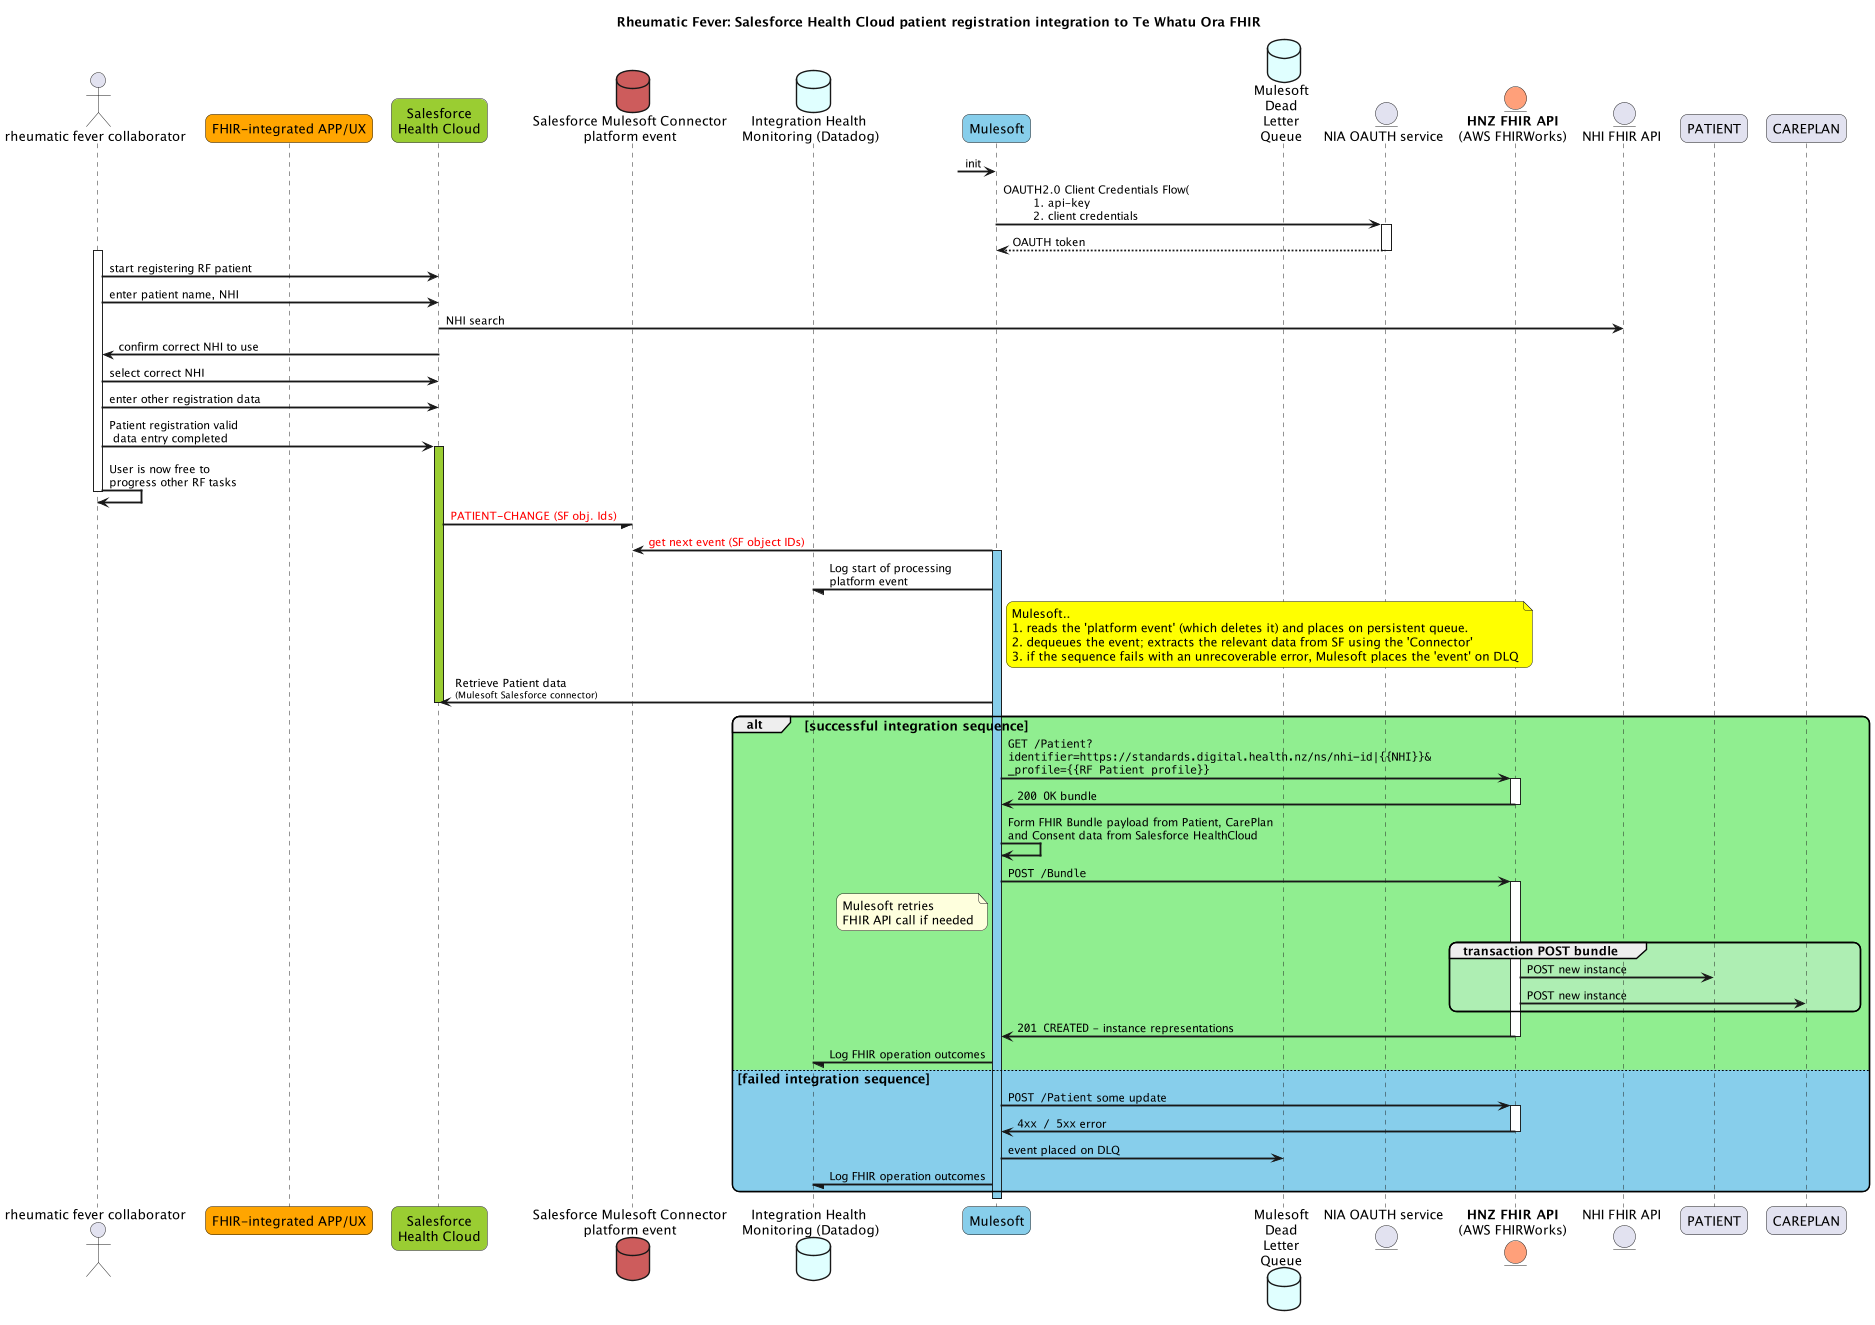 Rheumatic Fever: Salesforce Health Cloud patient registration integration to Te Whatu Ora FHIR
rheumatic fever collaborator
FHIR-integrated APP/UX
Salesforce
Health Cloud
Salesforce Mulesoft Connector
platform event
Integration Health
Monitoring (Datadog)
Mulesoft
Mulesoft
Dead
Letter
Queue
NIA OAUTH service
HNZ FHIR API
(AWS FHIRWorks)
NHI FHIR API
PATIENT
CAREPLAN
init
OAUTH2.0 Client Credentials Flow(
1. api-key
2. client credentials
OAUTH token
start registering RF patient
enter patient name, NHI
NHI search
confirm correct NHI to use
select correct NHI
enter other registration data
Patient registration valid
data entry completed
User is now free to
progress other RF tasks
PATIENT-CHANGE (SF obj. Ids)
get next event (SF object IDs)
Log start of processing
platform event
Mulesoft..
1. reads the 'platform event' (which deletes it) and places on persistent queue.
2. dequeues the event; extracts the relevant data from SF using the 'Connector'
3. if the sequence fails with an unrecoverable error, Mulesoft places the 'event' on DLQ
Retrieve Patient data
(Mulesoft Salesforce connector)
alt [successful integration sequence]
GET /Patient?
identifier=https://standards.digital.health.nz/ns/nhi-id|{{NHI}}&
_profile={{RF Patient profile}}
200 OK bundle
Form FHIR Bundle payload from Patient, CarePlan
and Consent data from Salesforce HealthCloud
POST /Bundle
Mulesoft retries
FHIR API call if needed
transaction POST bundle
POST new instance
POST new instance
201 CREATED - instance representations
Log FHIR operation outcomes
[failed integration sequence]
POST /Patient some update
4xx / 5xx error
event placed on DLQ
Log FHIR operation outcomes
rheumatic fever collaborator
FHIR-integrated APP/UX
Salesforce
Health Cloud
Salesforce Mulesoft Connector
platform event
Integration Health
Monitoring (Datadog)
Mulesoft
Mulesoft
Dead
Letter
Queue
NIA OAUTH service
HNZ FHIR API
(AWS FHIRWorks)
NHI FHIR API
PATIENT
CAREPLAN